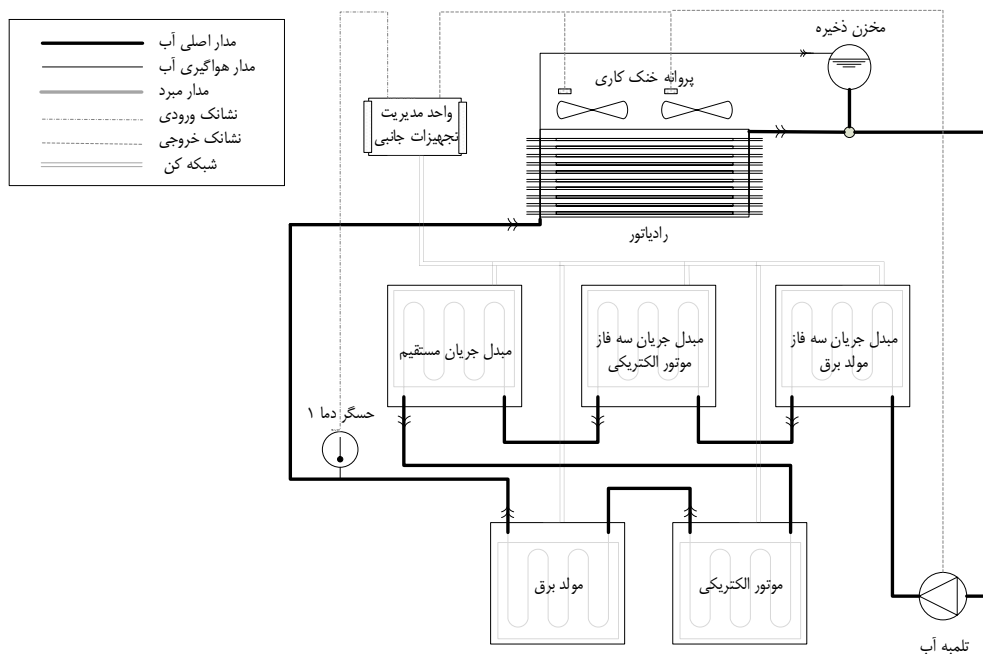 مدار اصلی آب
مدار هواگیری آب
مدار مبرد
نشانک ورودی
نشانک خروجی
شبکه کن
مخزن ذخیره
پروانه خنک کاری
واحد مدیریت
تجهیزات جانبی
رادیاتور
مبدل جریان سه فاز
مولد برق
مبدل جریان سه فاز
موتور الکتریکی
مبدل جریان مستقیم
حسگر دما ۱
موتور الکتریکی
مولد برق
تلمبه آب